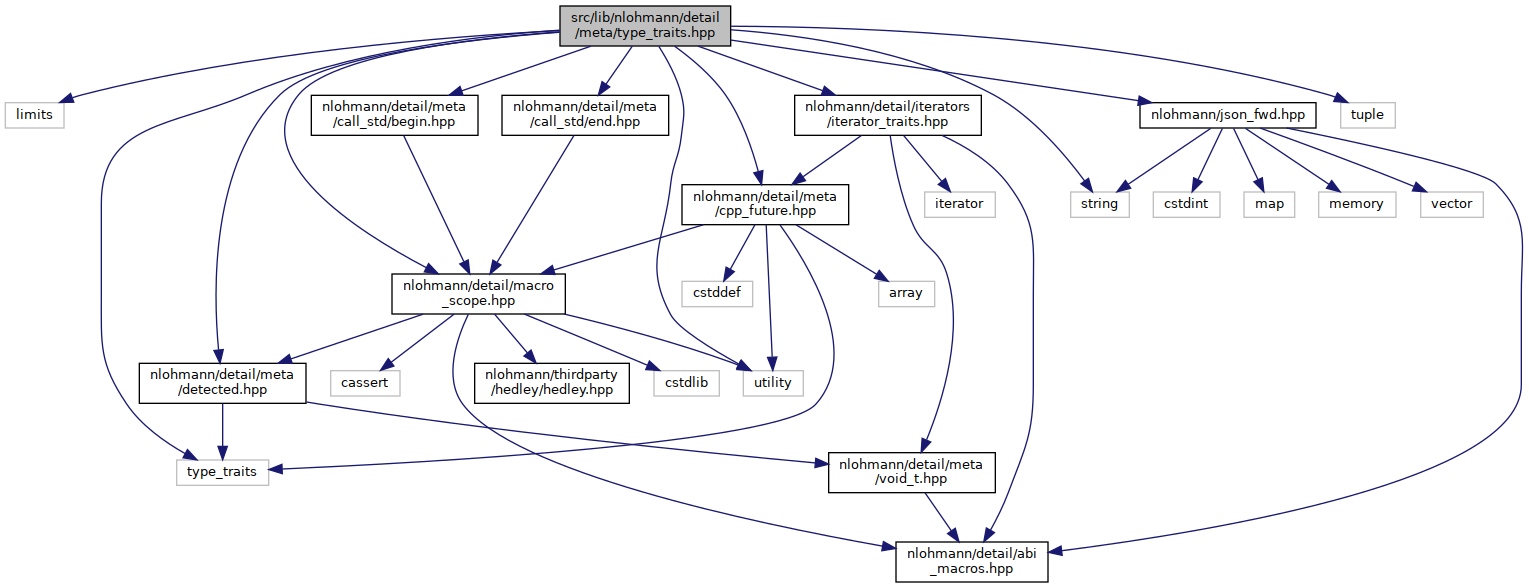 src/lib/nlohmann/detail
/meta/type_traits.hpp
limits
nlohmann/detail/meta
/call_std/begin.hpp
nlohmann/detail/meta
/call_std/end.hpp
nlohmann/detail/iterators
/iterator_traits.hpp
nlohmann/json_fwd.hpp
tuple
nlohmann/detail/meta
/cpp_future.hpp
iterator
string
cstdint
map
memory
vector
nlohmann/detail/macro
_scope.hpp
cstddef
array
nlohmann/detail/meta
/detected.hpp
cassert
nlohmann/thirdparty
/hedley/hedley.hpp
cstdlib
utility
type_traits
nlohmann/detail/meta
/void_t.hpp
nlohmann/detail/abi
_macros.hpp